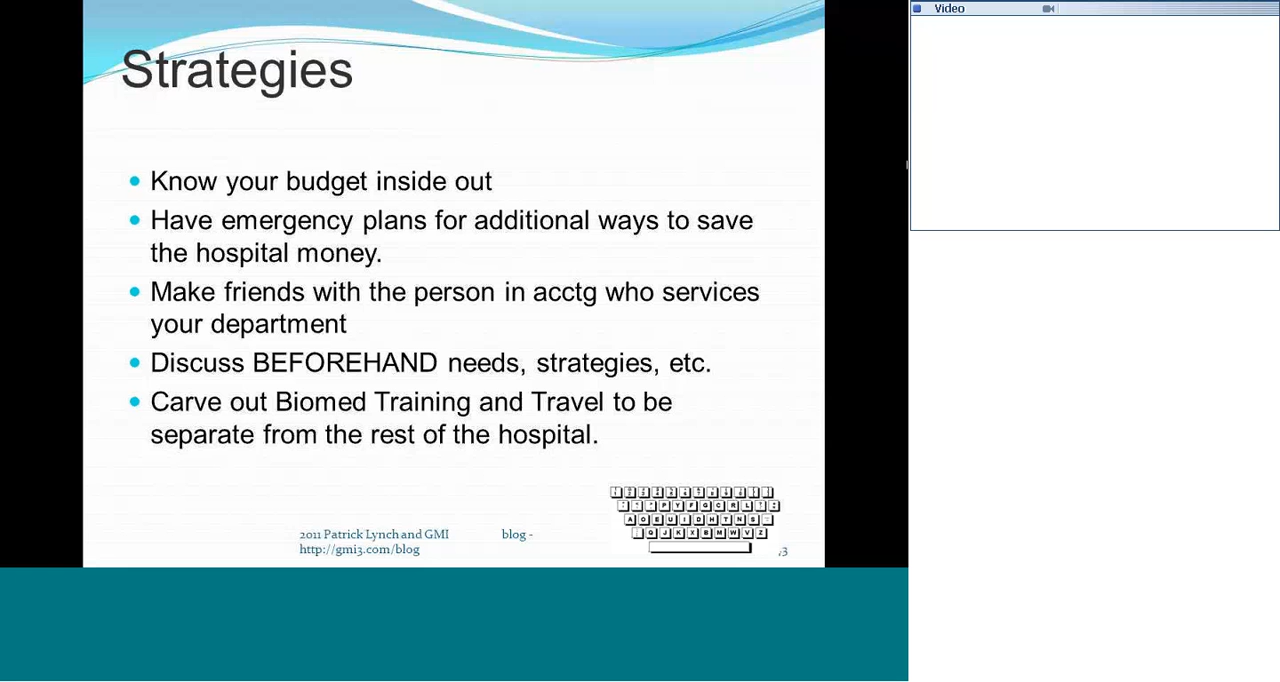 Video
Strategies
Know your budget inside out
Have emergency plans for additional ways to save
the hospital money.
Make friends with the person in acctg who services
your department
Discuss BEFOREHAND needs, strategies, etc.
Carve out Biomed Training and Travel to be
separate from the rest of the hospital.
2011 Patrick Lynch and GMI blog -
http://gmi3.com/blog
P Y F G C R L
A O E U I D H T N S
Q J K X B M W V Z